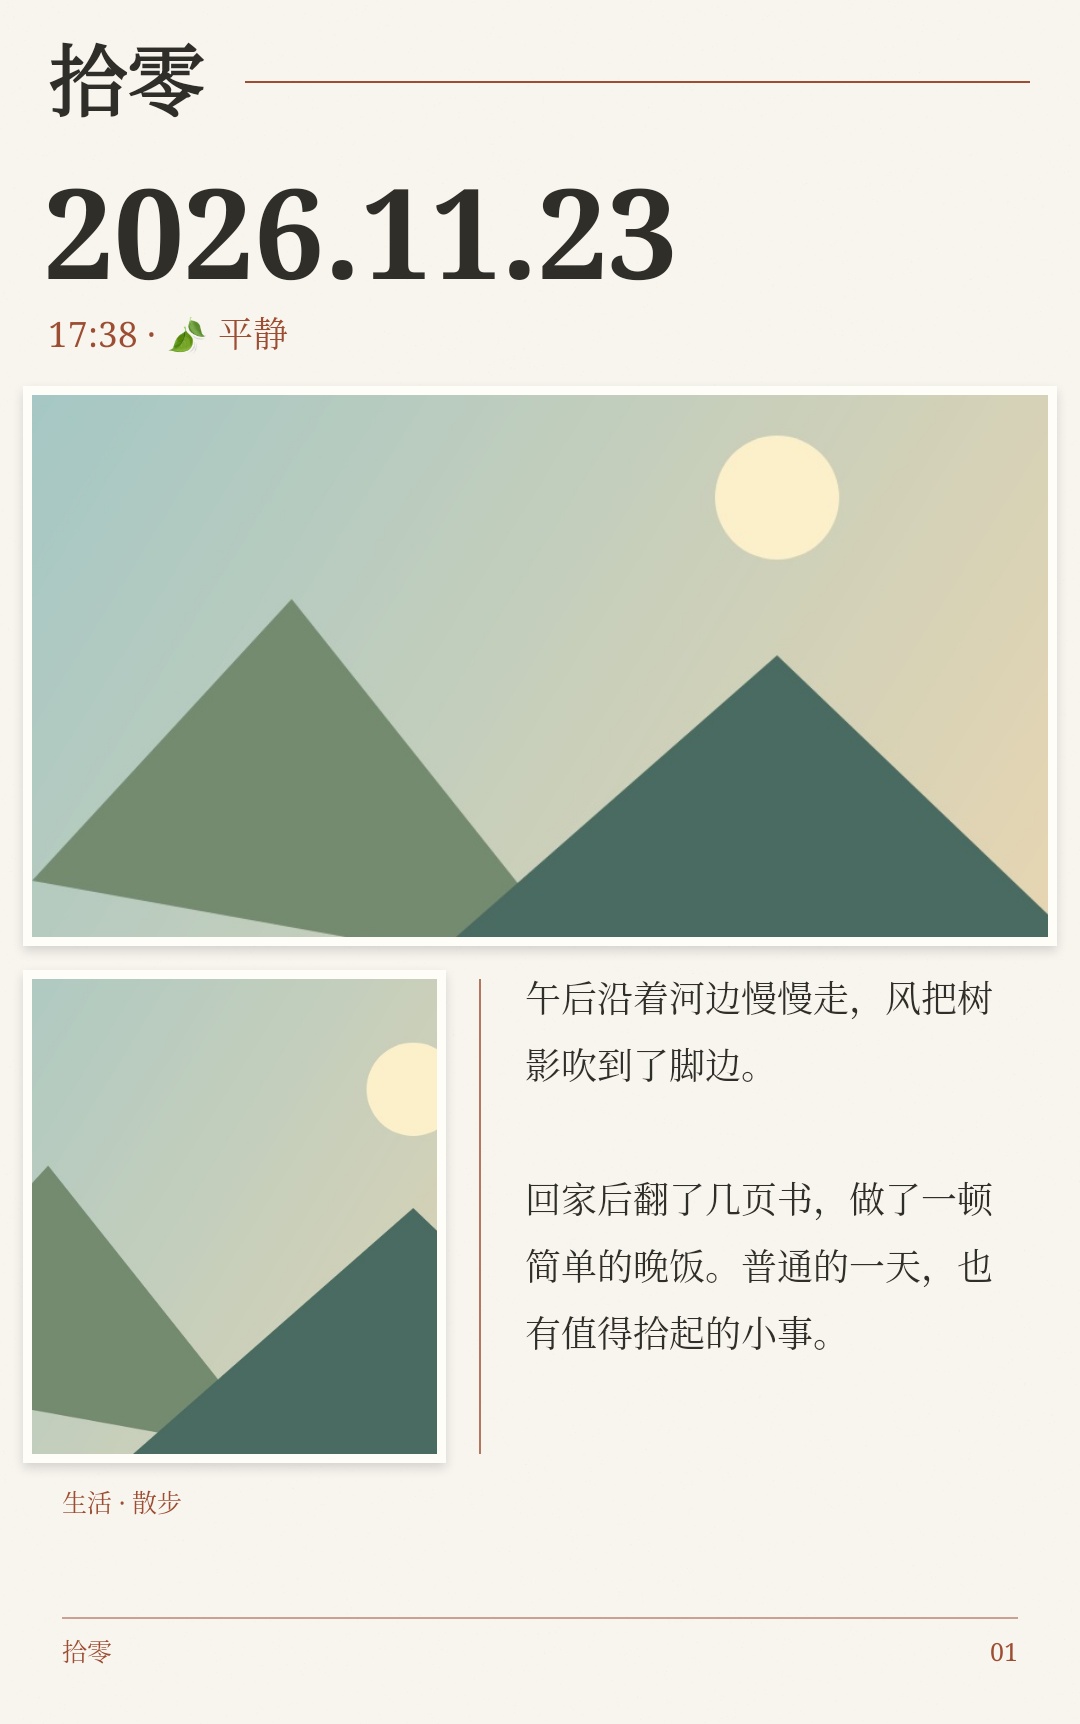 拾零
2026.11.23
17:38 · 🍃 平静
午后沿着河边慢慢走，风把树
影吹到了脚边。
回家后翻了几页书，做了一顿
简单的晚饭。普通的一天，也
有值得拾起的小事。
生活 · 散步
拾零
01